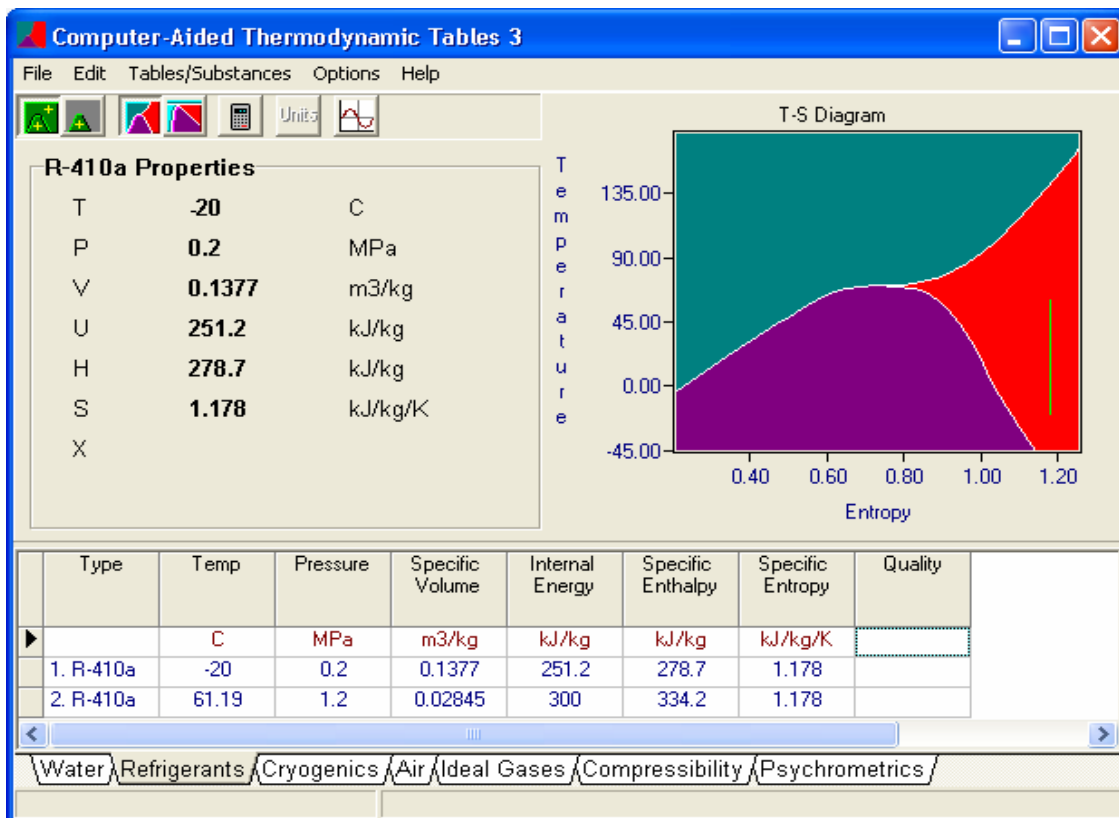 Computer-Aided Thermodynamic Tables 3
File Edit Tables/Substances Options Help
Units
R-410a Properties
T -20 C
P 0.2 MPa
V 0.1377 m3/kg
U 251.2 kJ/kg
H 278.7 kJ/kg
S 1.178 kJ/kg/K
X
T-S Diagram
Temperature
135.00
90.00
45.00
0.00
-45.00
0.40 0.60 0.80 1.00 1.20
Entropy
Type Temp Pressure Specific Volume Internal Energy Specific Enthalpy Specific Entropy Quality
C MPa m3/kg kJ/kg kJ/kg kJ/kg/K
1. R-410a -20 0.2 0.1377 251.2 278.7 1.178
2. R-410a 61.19 1.2 0.02845 300 334.2 1.178
Water Refrigerants Cryogenics Air Ideal Gases Compressibility Psychrometrics